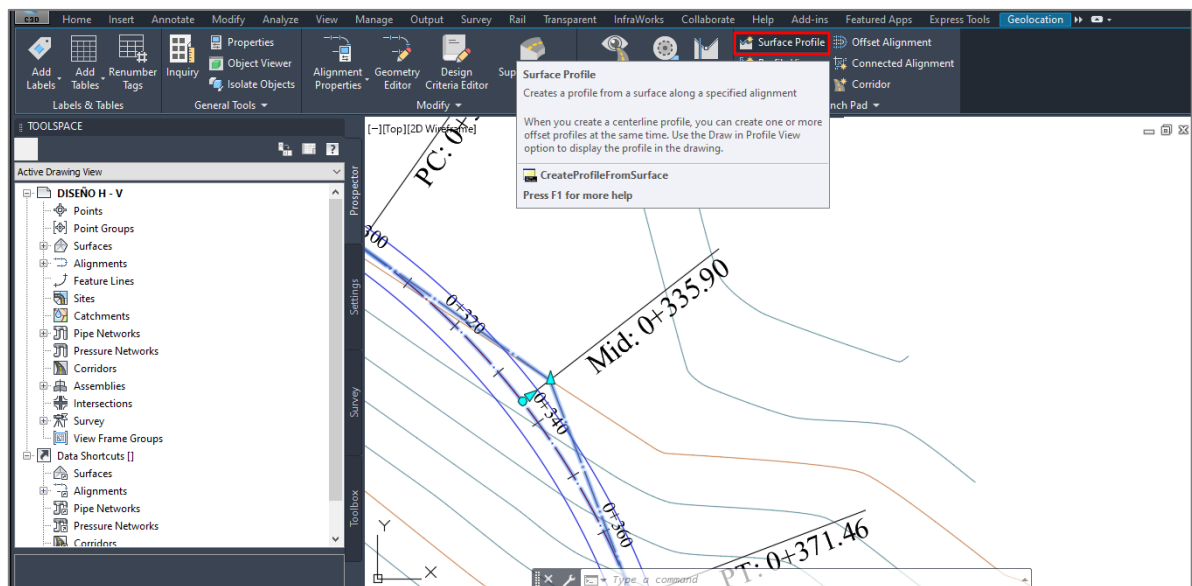 C3D Home Insert Annotate Modify Analyze View Manage Output Survey Rail Transparent InfraWorks Collaborate Help Add-ins Featured Apps Express Tools Geolocation
Add Labels
Add Tables
Renumber Tags
Labels & Tables
Inquiry
Properties
Object Viewer
Isolate Objects
General Tools
Alignment Properties
Geometry Editor
Design Criteria Editor
Modify
Surface Profile
Offset Alignment
Connected Alignment
Corridor
Surface Profile
Creates a profile from a surface along a specified alignment
When you create a centerline profile, you can create one or more
offset profiles at the same time. Use the Draw in Profile View
option to display the profile in the drawing.
CreateProfileFromSurface
Press F1 for more help
TOOLSPACE
Active Drawing View
DISEÑO H - V
Points
Point Groups
Surfaces
Alignments
Feature Lines
Sites
Catchments
Pipe Networks
Pressure Networks
Corridors
Assemblies
Intersections
Survey
View Frame Groups
Data Shortcuts []
Surfaces
Alignments
Pipe Networks
Pressure Networks
Corridors
Prospector
Settings
Survey
Toolbox
[−][Top][2D Wireframe]
PC:
300
0+320
Mid: 0+335.90
0+340
0+360
PT: 0+371.46
Y
X
Type a command